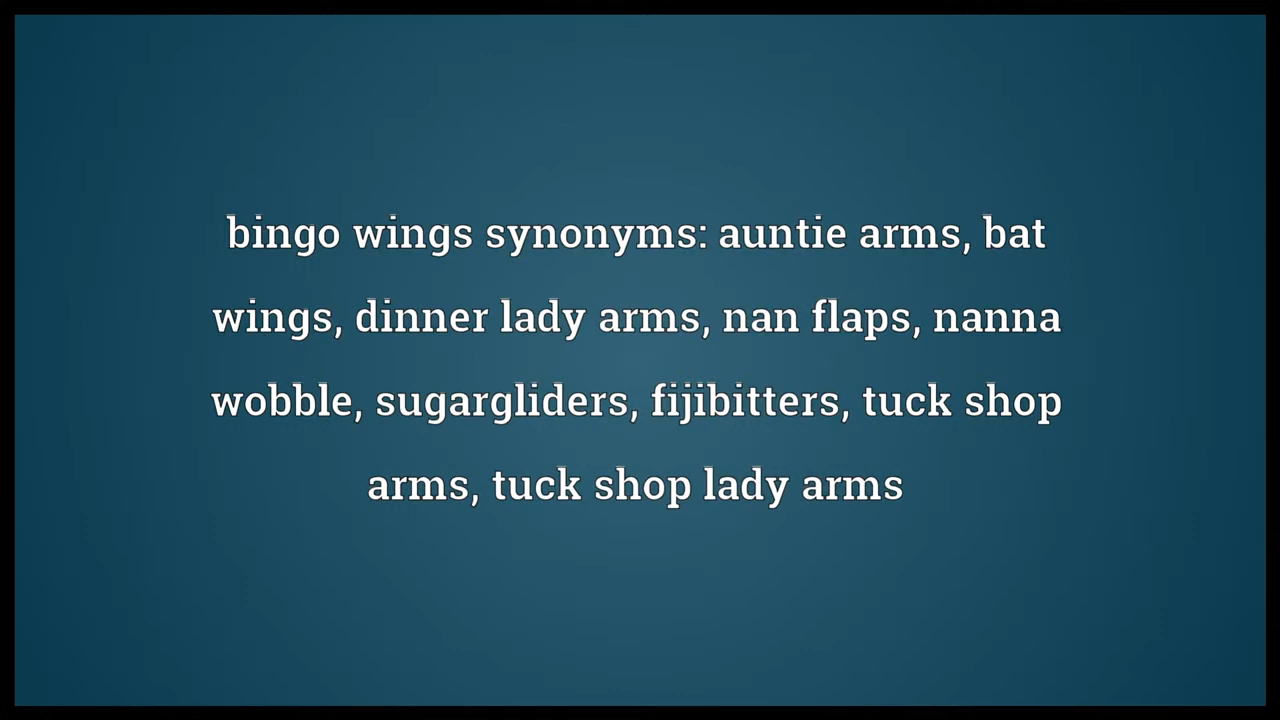 bingo wings synonyms: auntie arms, bat
wings, dinner lady arms, nan flaps, nanna
wobble, sugargliders, fijibitters, tuck shop
arms, tuck shop lady arms